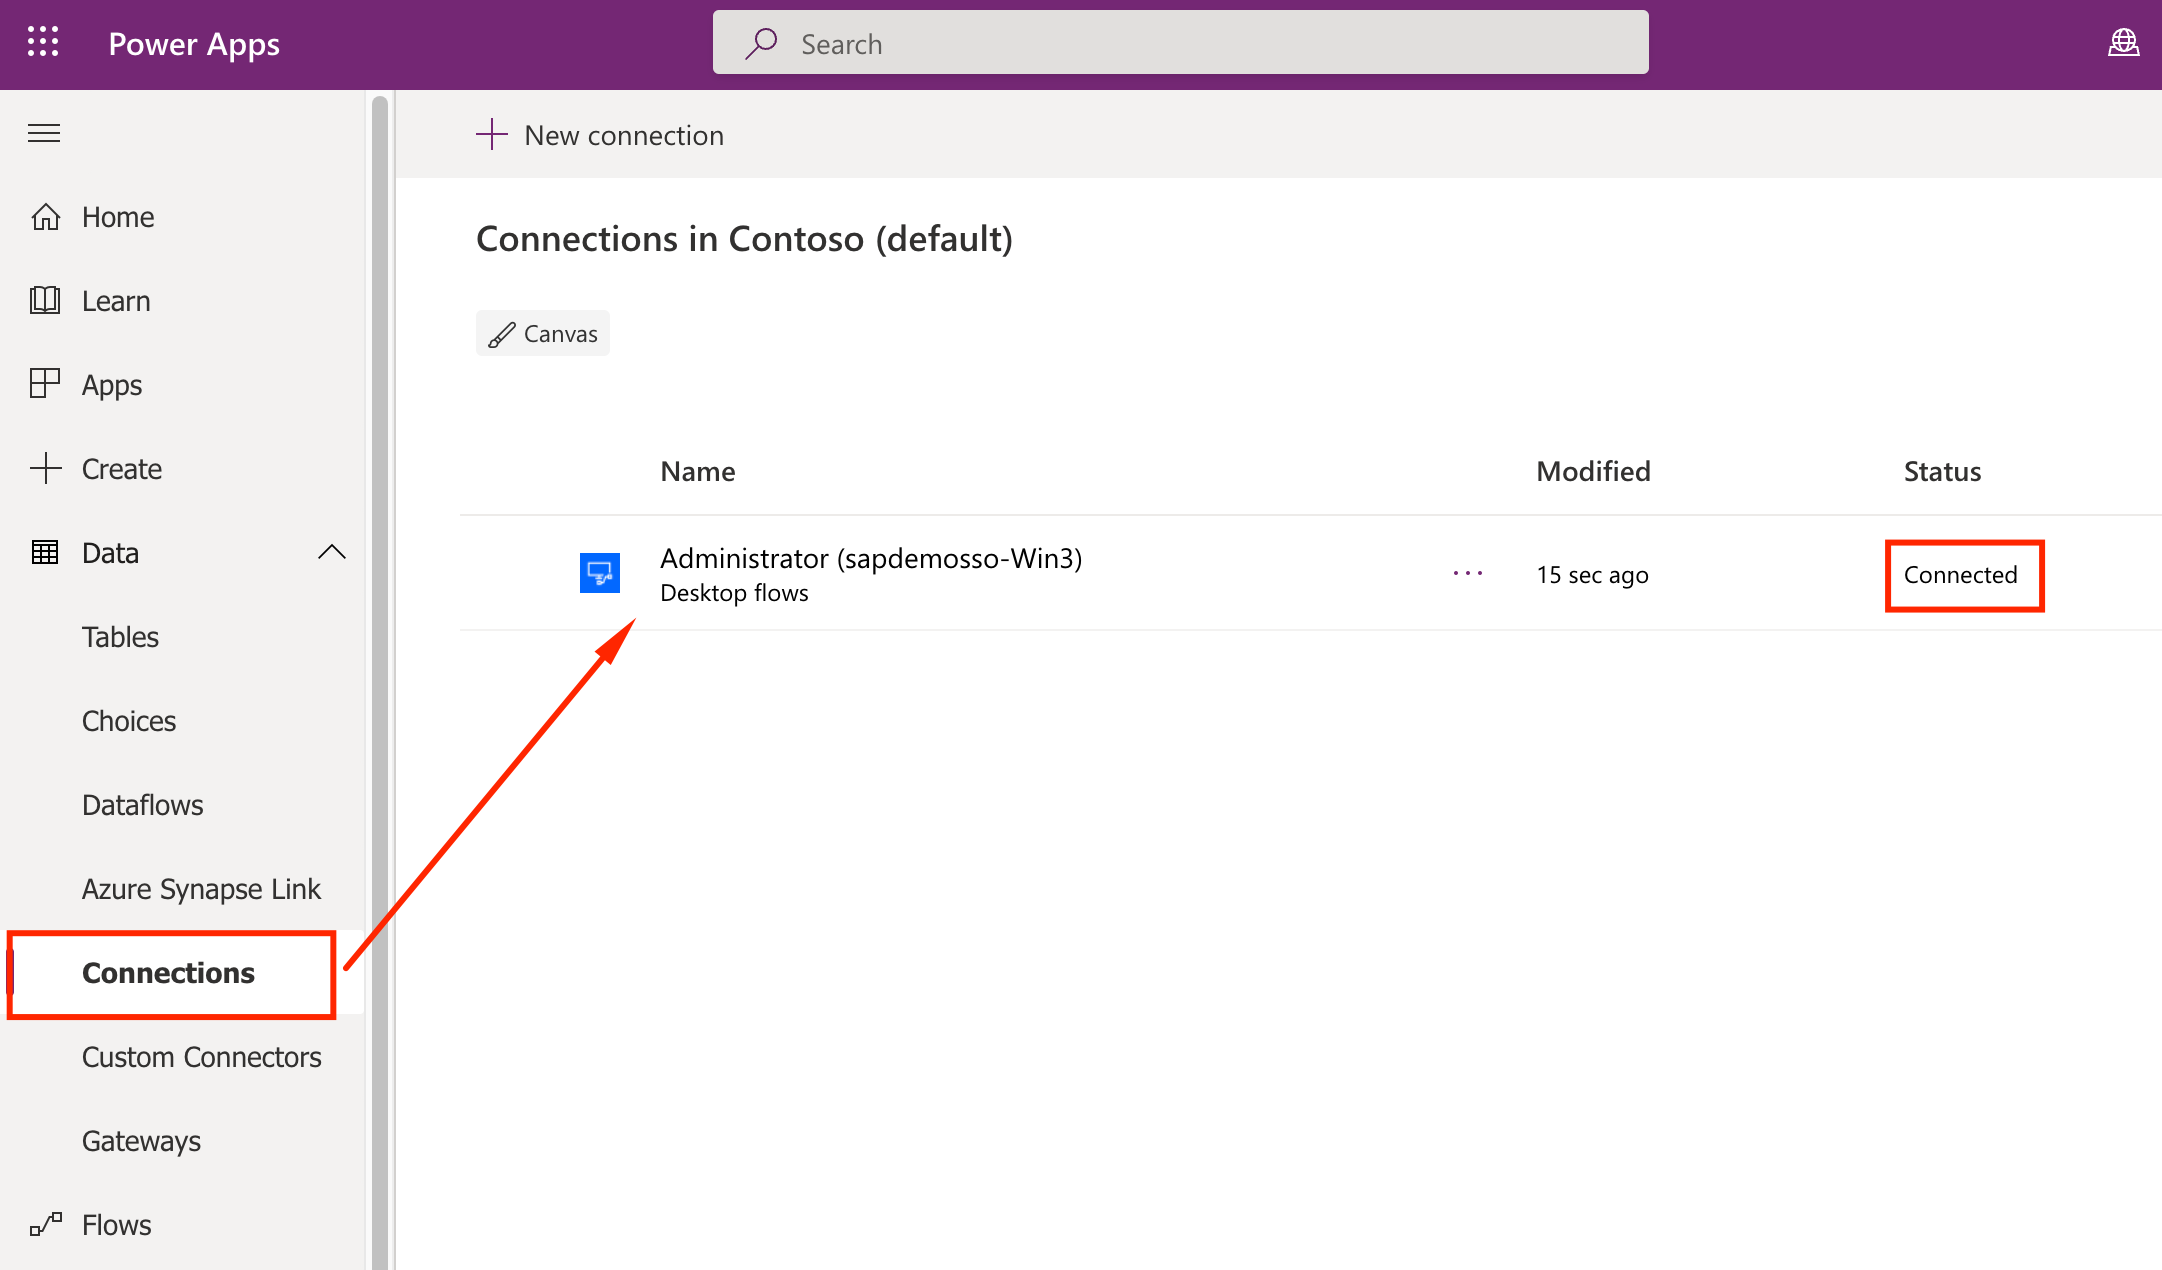 Power Apps
Search
New connection
Home
Learn
Apps
Create
Data
Tables
Choices
Dataflows
Azure Synapse Link
Connections
Custom Connectors
Gateways
Flows
Connections in Contoso (default)
Canvas
Name Modified Status
Administrator (sapdemosso-Win3) ··· 15 sec ago Connected
Desktop flows